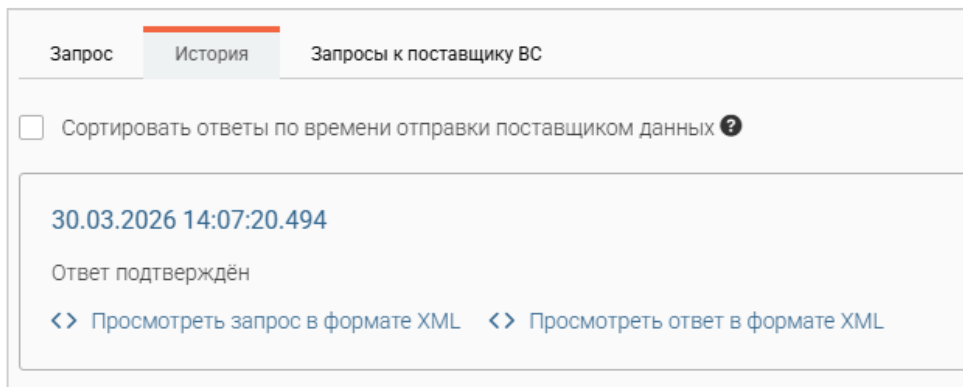 Запрос История Запросы к поставщику ВС
Сортировать ответы по времени отправки поставщиком данных ?
30.03.2026 14:07:20.494
Ответ подтверждён
<> Просмотреть запрос в формате XML <> Просмотреть ответ в формате XML